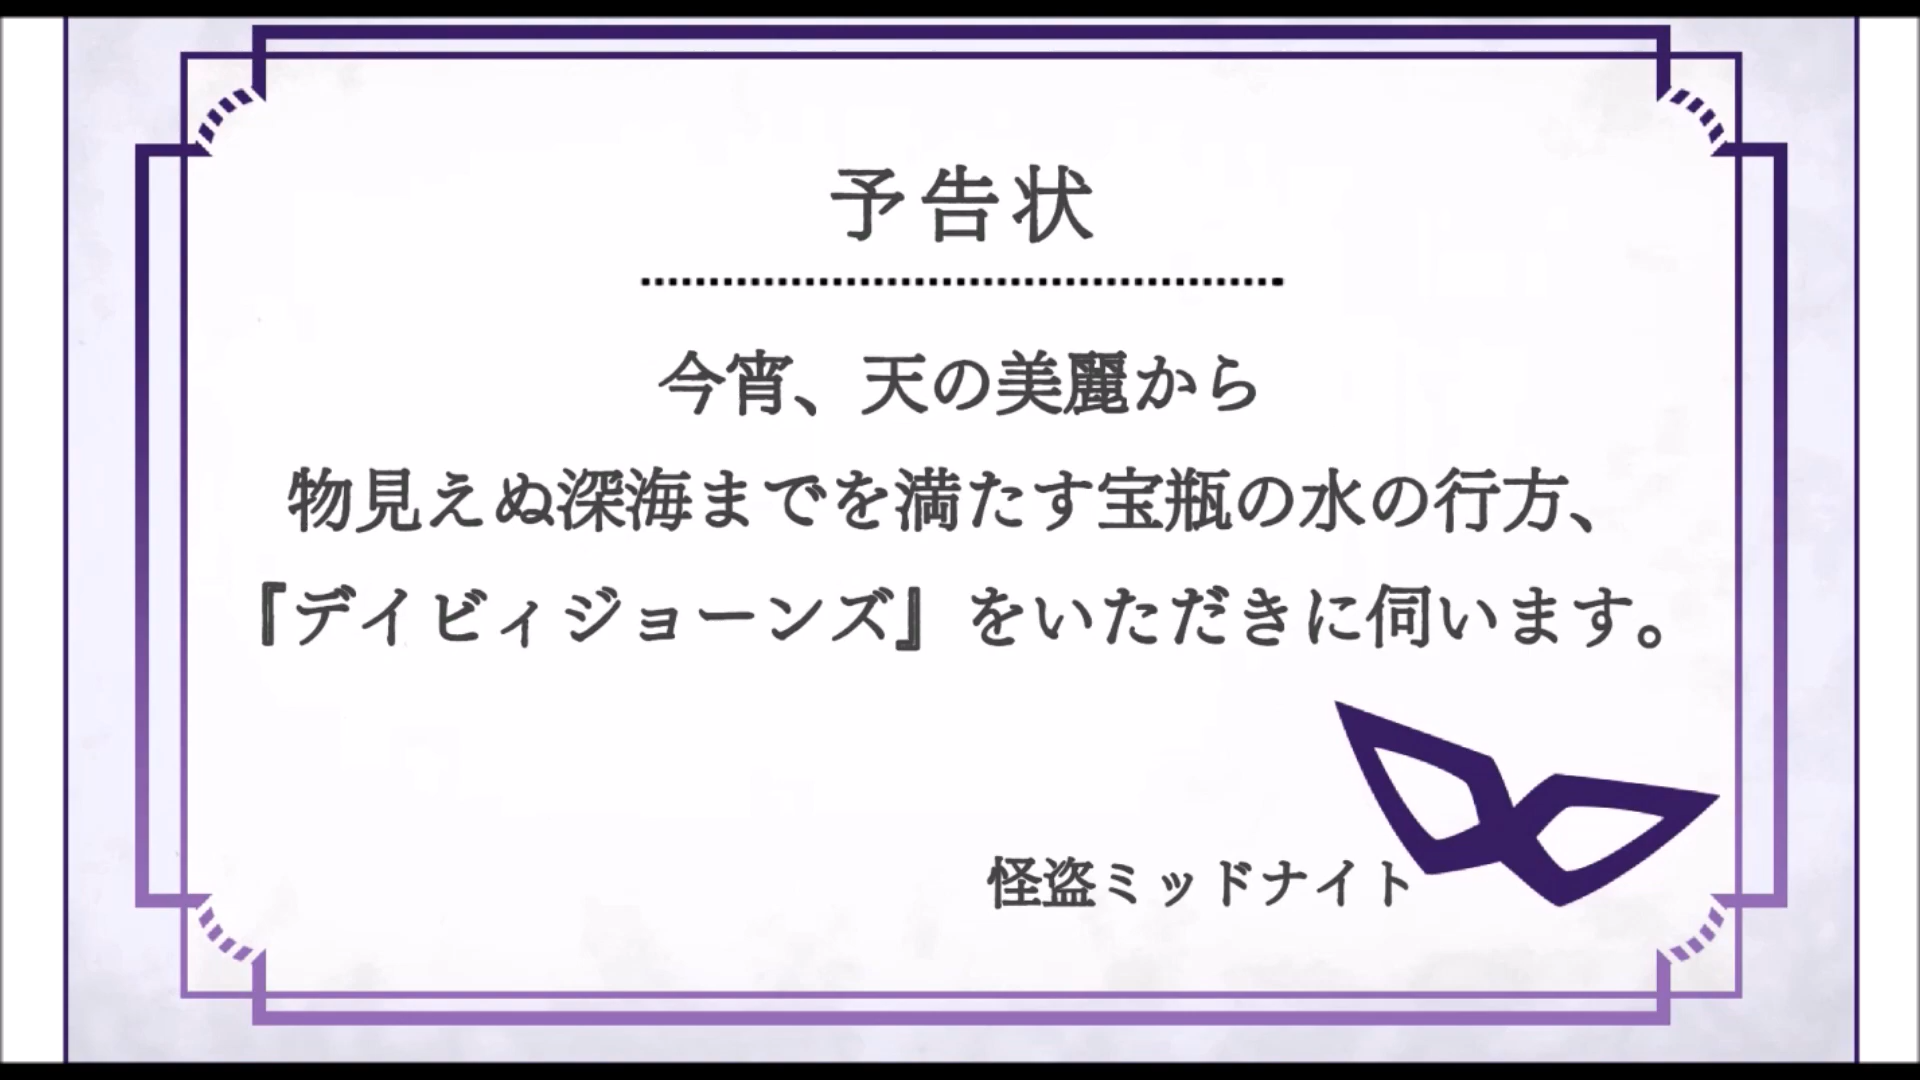 予告状
今宵、天の美麗から
物見えぬ深海までを満たす宝瓶の水の行方、
『デイビィジョーンズ』をいただきに伺います。
怪盗ミッドナイト